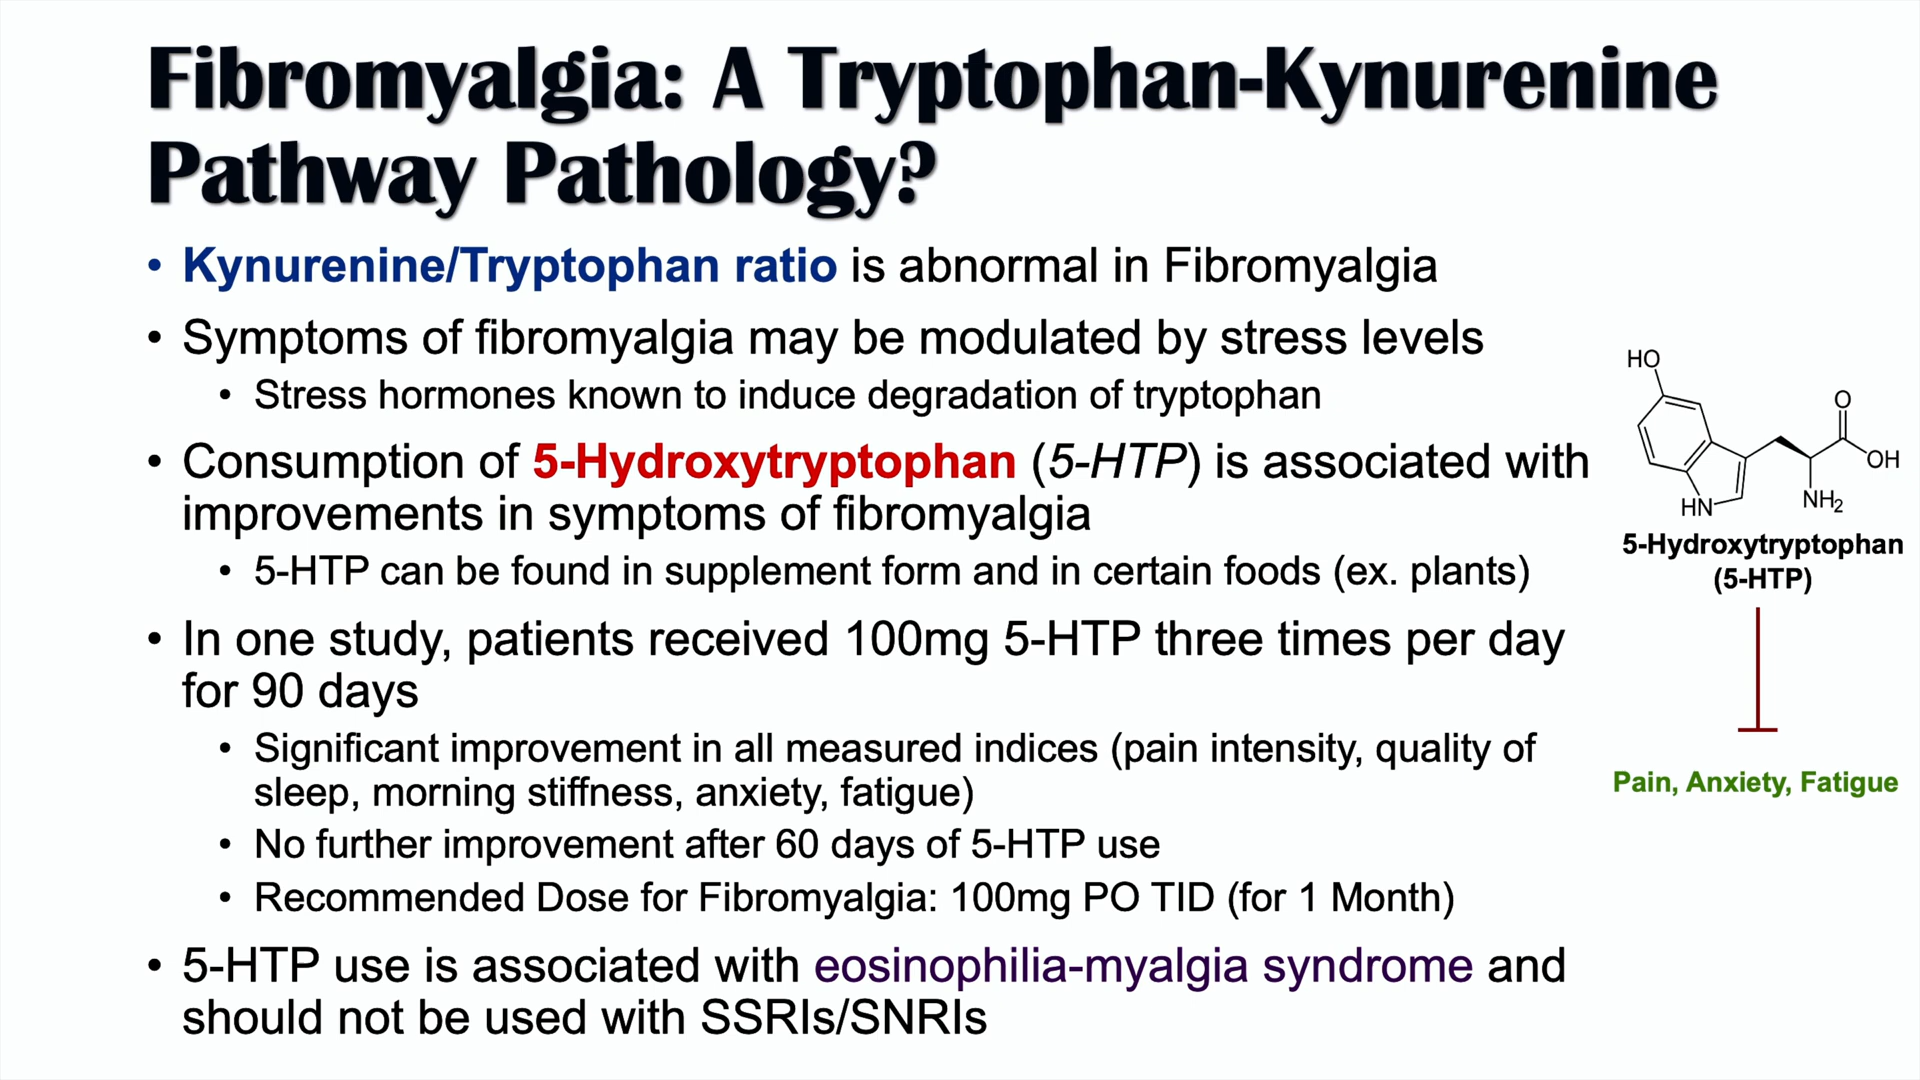 Fibromyalgia: A Tryptophan-Kynurenine
Pathway Pathology?
• Kynurenine/Tryptophan ratio is abnormal in Fibromyalgia
• Symptoms of fibromyalgia may be modulated by stress levels
• Stress hormones known to induce degradation of tryptophan
• Consumption of 5-Hydroxytryptophan (5-HTP) is associated with
improvements in symptoms of fibromyalgia
• 5-HTP can be found in supplement form and in certain foods (ex. plants)
• In one study, patients received 100mg 5-HTP three times per day
for 90 days
• Significant improvement in all measured indices (pain intensity, quality of
sleep, morning stiffness, anxiety, fatigue)
• No further improvement after 60 days of 5-HTP use
• Recommended Dose for Fibromyalgia: 100mg PO TID (for 1 Month)
• 5-HTP use is associated with eosinophilia-myalgia syndrome and
should not be used with SSRIs/SNRIs
HO
O
OH
NH2
HN
5-Hydroxytryptophan
(5-HTP)
Pain, Anxiety, Fatigue